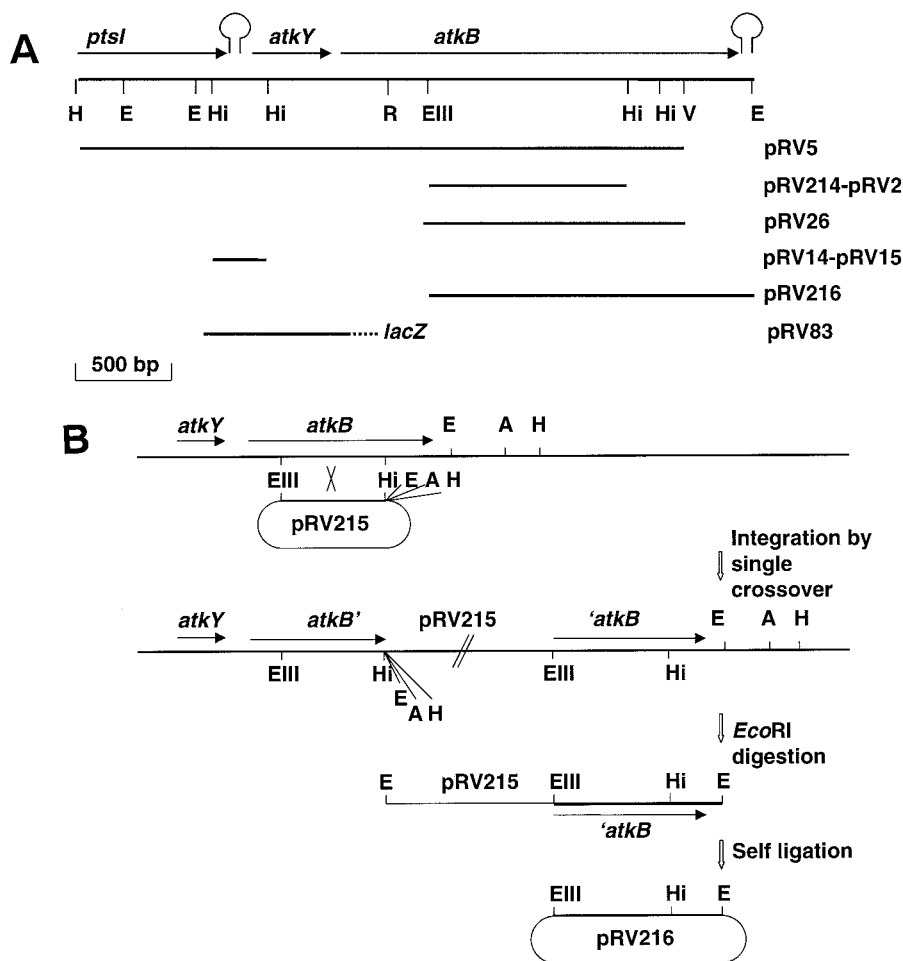 A
ptsI atkY atkB
H E E Hi Hi R EIII Hi Hi V E
pRV5
pRV214-pRV2
pRV26
pRV14-pRV15
pRV216
lacZ pRV83
500 bp
B
atkY atkB E A H
EIII Hi E A H
pRV215
Integration by
single
crossover
atkY atkB' pRV215 'atkB E A H
EIII Hi EIII Hi
E
A H
EcoRI
digestion
E pRV215 EIII Hi E
'atkB
Self ligation
EIII Hi E
pRV216